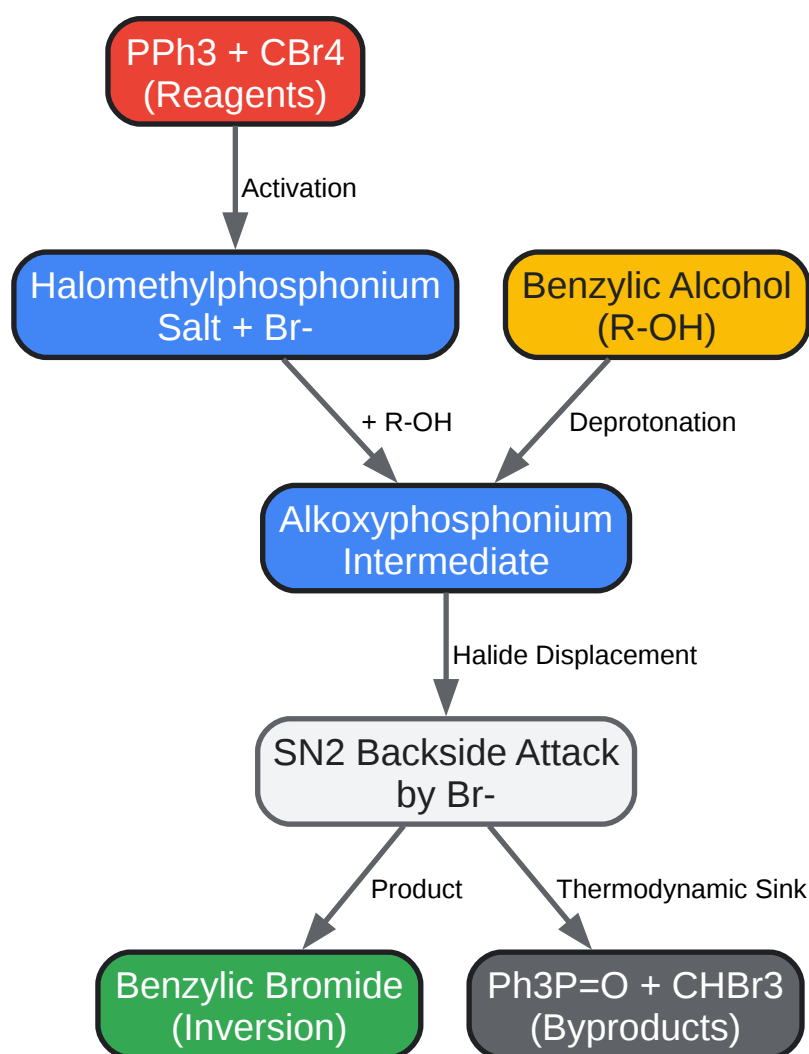 PPh3 + CBr4
(Reagents)
Activation
Halomethylphosphonium
Salt + Br-
Benzylic Alcohol
(R-OH)
+ R-OH
Deprotonation
Alkoxyphosphonium
Intermediate
Halide Displacement
SN2 Backside Attack
by Br-
Product
Thermodynamic Sink
Benzylic Bromide
(Inversion)
Ph3P=O + CHBr3
(Byproducts)